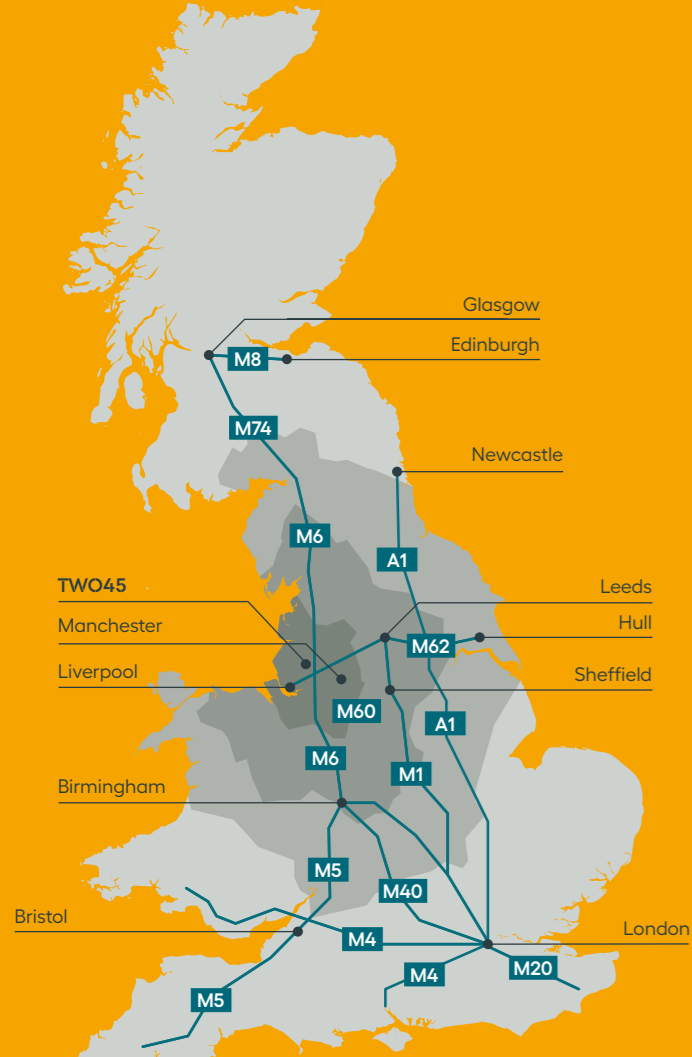 Glasgow
Edinburgh
M8
M74
Newcastle
M6
A1
TWO45
Leeds
Manchester
Hull
M62
Liverpool
Sheffield
M60
A1
M6
M1
Birmingham
M5
M40
Bristol
London
M4
M20
M4
M5